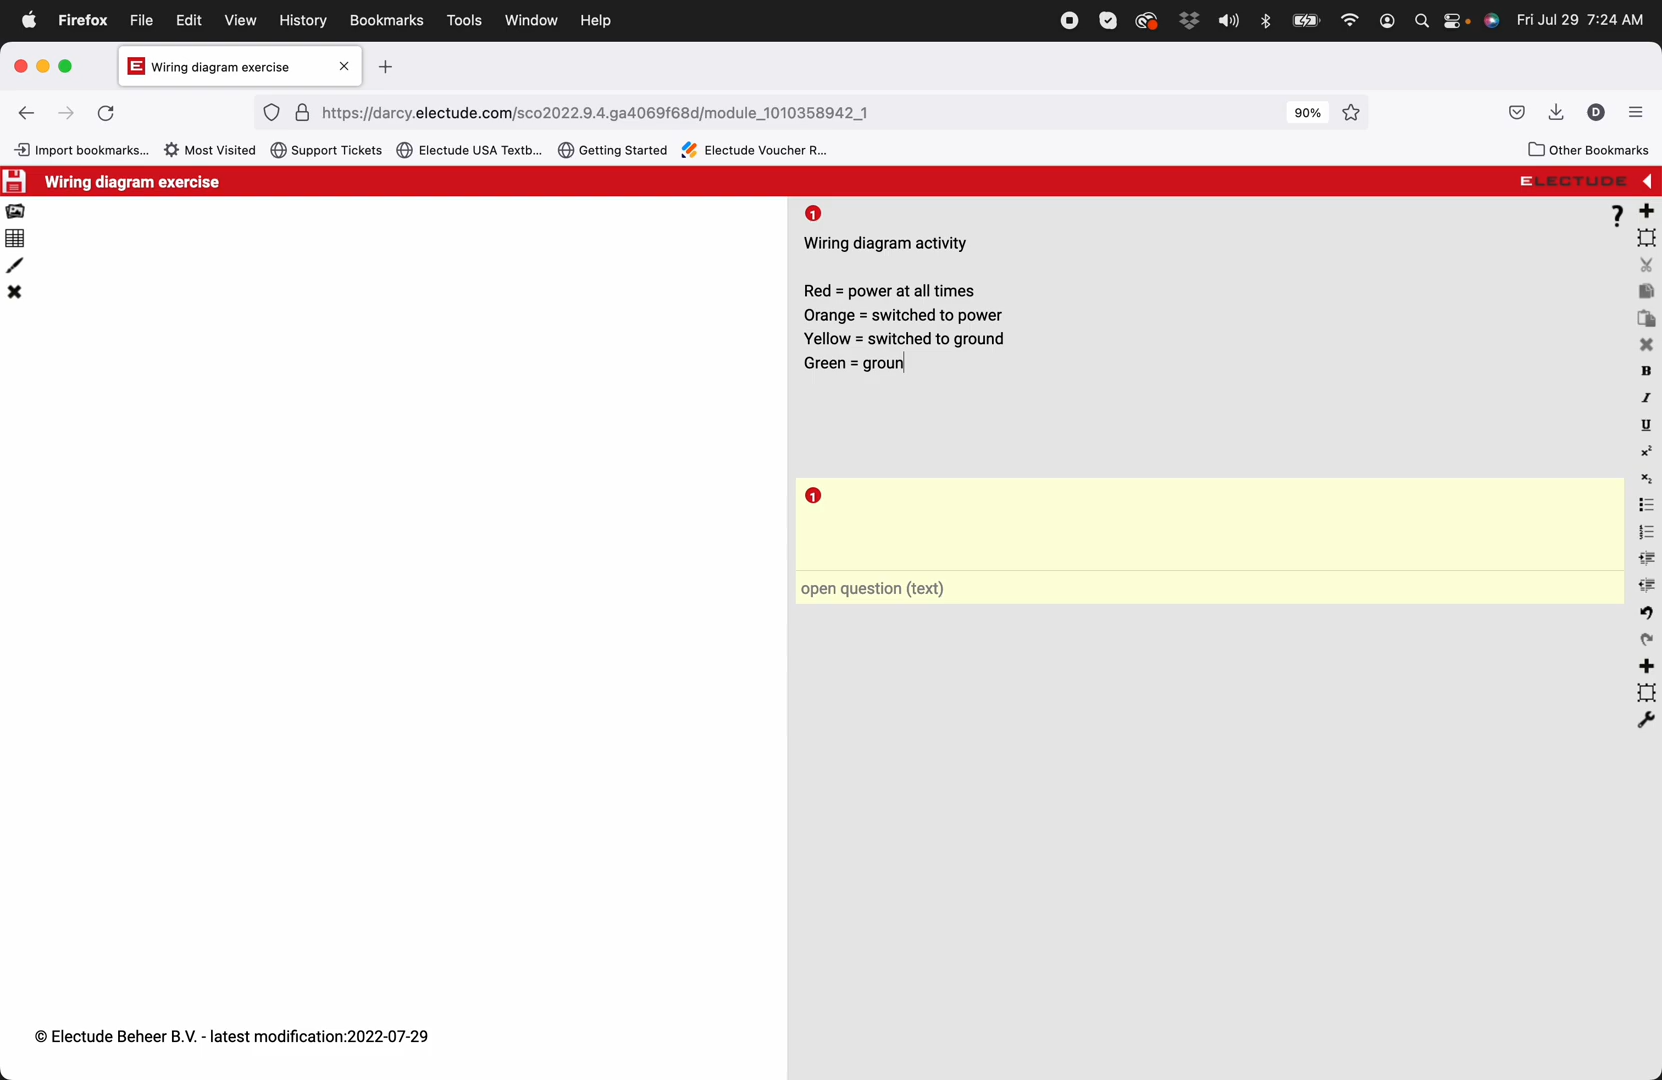 Firefox File Edit View History Bookmarks Tools Window Help Fri Jul 29 7:24 AM
Wiring diagram exercise
https://darcy.electude.com/sco2022.9.4.ga4069f68d/module_1010358942_1 90% D
Import bookmarks... Most Visited Support Tickets Electude USA Textb... Getting Started Electude Voucher R... Other Bookmarks
Wiring diagram exercise ELECTUDE
1 ?
Wiring diagram activity
Red = power at all times
Orange = switched to power
Yellow = switched to ground
Green = groun
B
I
U
x²
x₂
1
open question (text)
© Electude Beheer B.V. - latest modification:2022-07-29